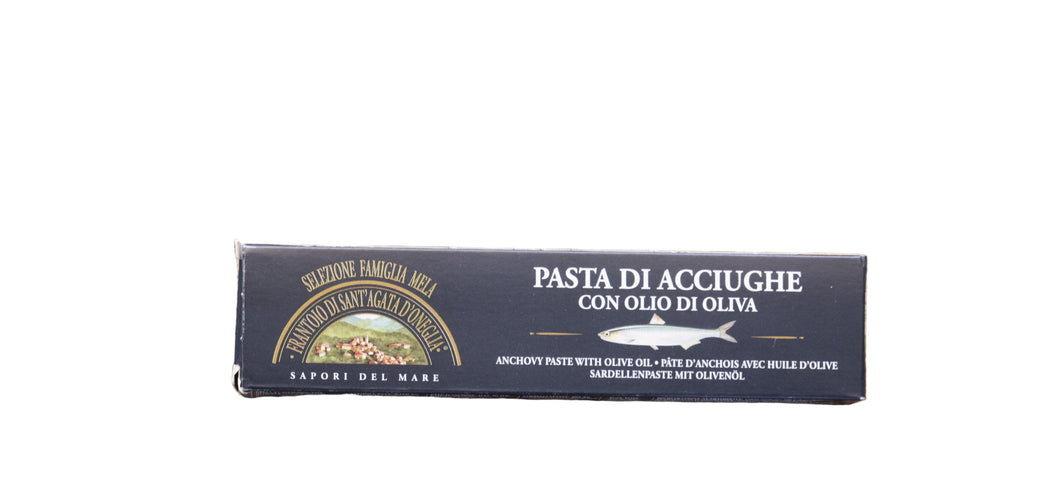 SELEZIONE FAMIGLIA MELA
• FRANTOIO DI SANT'AGATA D'ONEGLIA •®
SAPORI DEL MARE
PASTA DI ACCIUGHE
CON OLIO DI OLIVA
ANCHOVY PASTE WITH OLIVE OIL • PÂTE D'ANCHOIS AVEC HUILE D'OLIVE
SARDELLENPASTE MIT OLIVENÖL